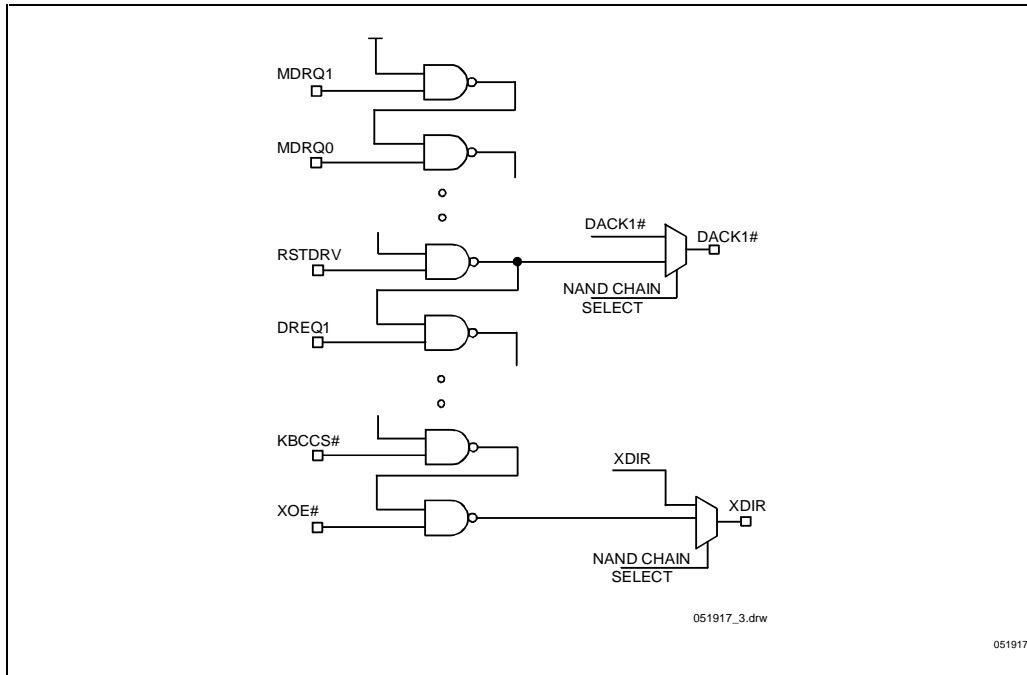 MDRQ1
MDRQ0
DACK1#
DACK1#
RSTDRV
NAND CHAIN
SELECT
DREQ1
KBCCS#
XDIR
XOE#
XDIR
NAND CHAIN
SELECT
051917_3.drw
051917